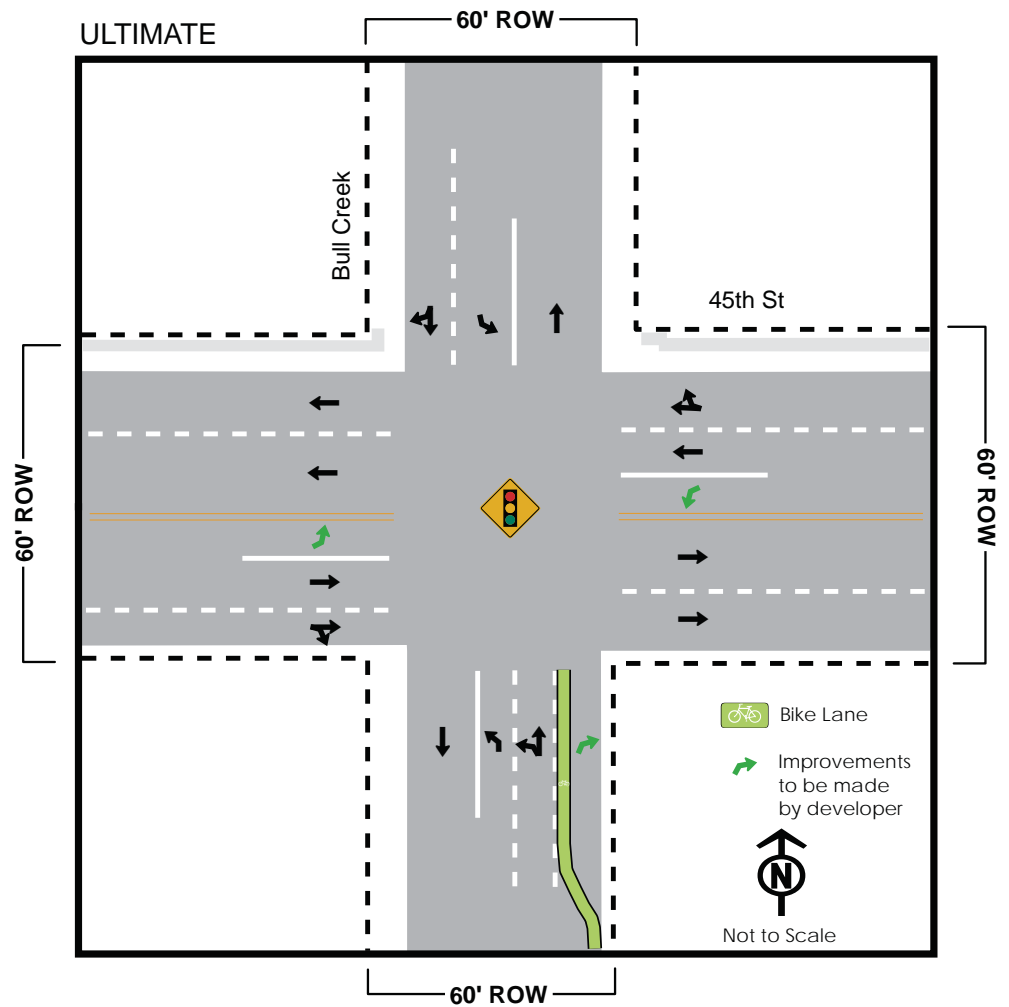 60' ROW
ULTIMATE
Bull Creek
45th St
60' ROW
60' ROW
Bike Lane
Improvements
to be made
by developer
N
Not to Scale
60' ROW